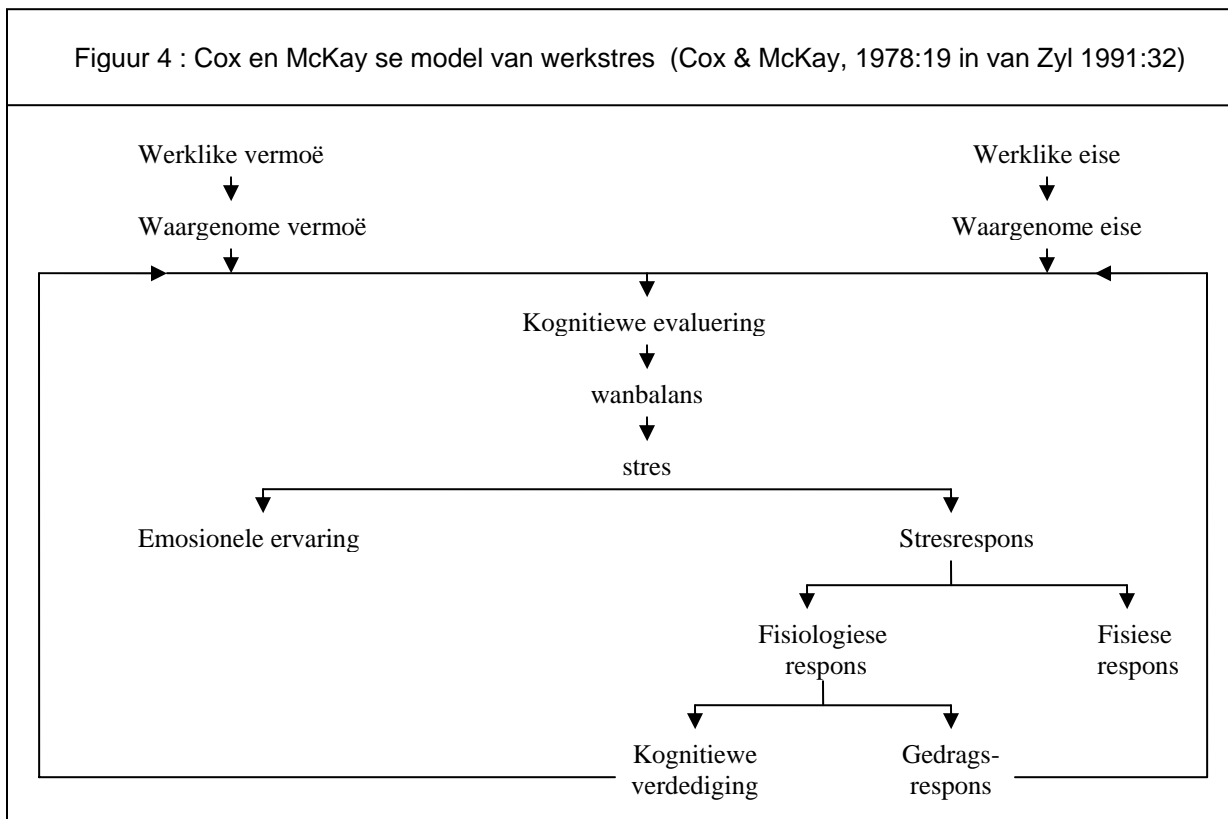 Figuur 4 : Cox en McKay se model van werkstres (Cox & McKay, 1978:19 in van Zyl 1991:32)
Werklike vermoë
Werklike eise
Waargenome vermoë
Waargenome eise
Kognitiewe evaluering
wanbalans
stres
Emosionele ervaring
Stresrespons
Fisiologiese
respons
Fisiese
respons
Kognitiewe
verdediging
Gedrags-
respons